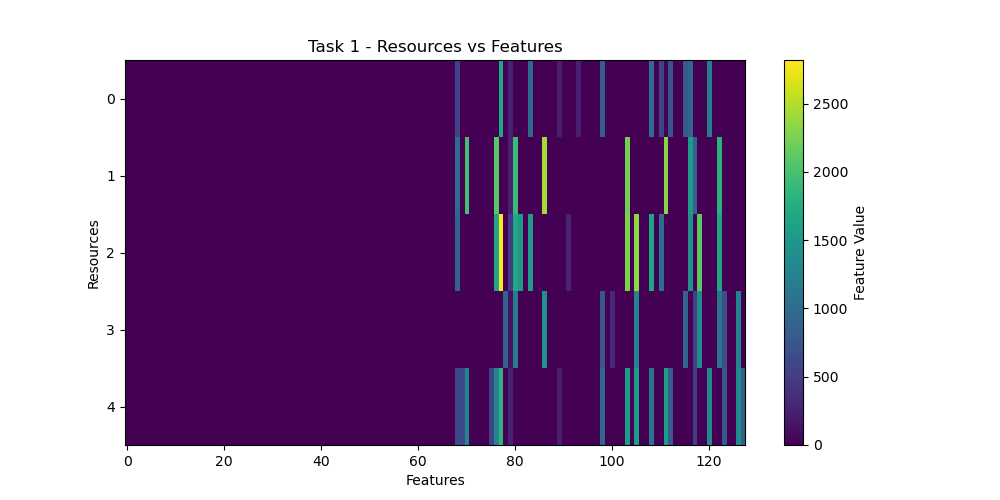 Task 1 - Resources vs Features
Resources
0
1
2
3
4
0 20 40 60 80 100 120
Features
2500
2000
1500
1000
500
0
Feature Value